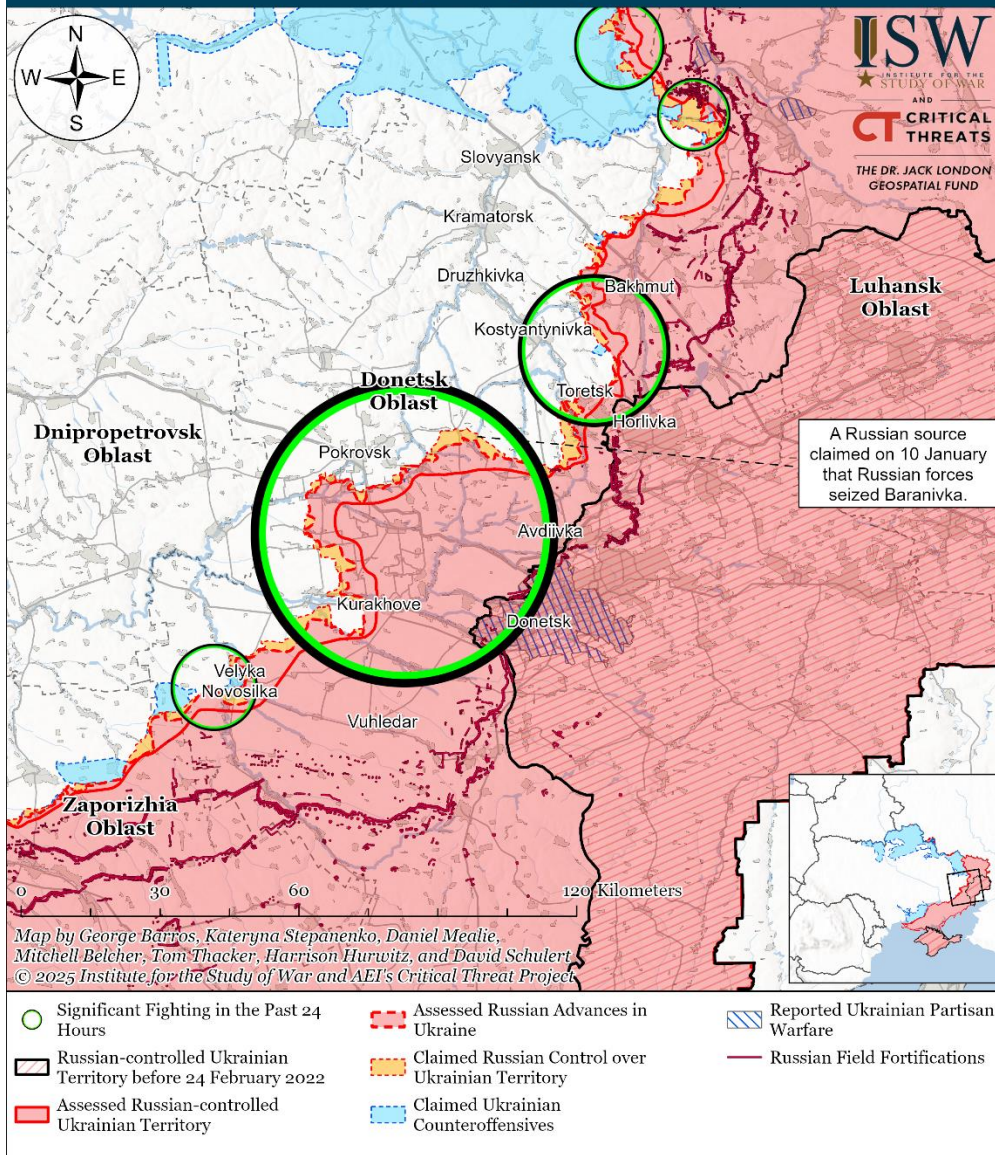 N
W E
S
ISW
INSTITUTE FOR THE
STUDY OF WAR
AND
CT CRITICAL
THREATS
THE DR. JACK LONDON
GEOSPATIAL FUND
Slovyansk
Kramatorsk
Druzhkivka
Bakhmut
Luhansk
Oblast
Kostyantynivka
Donetsk
Oblast
Toretsk
Horlivka
Dnipropetrovsk
Oblast
Pokrovsk
A Russian source
claimed on 10 January
that Russian forces
seized Baranivka.
Avdiivka
Kurakhove
Donetsk
Velyka
Novosilka
Vuhledar
Zaporizhia
Oblast
0 30 60 120 Kilometers
Map by George Barros, Kateryna Stepanenko, Daniel Mealie,
Mitchell Belcher, Tom Thacker, Harrison Hurwitz, and David Schulert
© 2025 Institute for the Study of War and AEI's Critical Threat Project
Significant Fighting in the Past 24
Hours
Russian-controlled Ukrainian
Territory before 24 February 2022
Assessed Russian-controlled
Ukrainian Territory
Assessed Russian Advances in
Ukraine
Claimed Russian Control over
Ukrainian Territory
Claimed Ukrainian
Counteroffensives
Reported Ukrainian Partisan
Warfare
Russian Field Fortifications